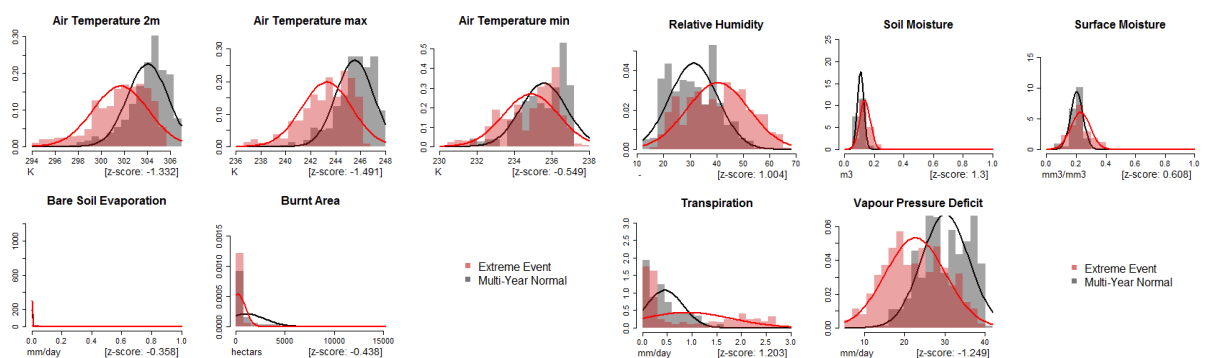 Air Temperature 2m
0.00 0.10 0.20 0.30
294 296 298 300 302 304 306
K [z-score: -1.332]
Air Temperature max
0.00 0.10 0.20 0.30
236 238 240 242 244 246 248
K [z-score: -1.491]
Air Temperature min
0.0 0.1 0.2 0.3 0.4 0.5
230 232 234 236 238
K [z-score: -0.549]
Relative Humidity
0.00 0.02 0.04
10 20 30 40 50 60 70
- [z-score: 1.004]
Soil Moisture
0 5 10 15 20 25
0.0 0.2 0.4 0.6 0.8 1.0
m3 [z-score: 1.3]
Surface Moisture
0 5 10 15
0.0 0.2 0.4 0.6 0.8 1.0
mm3/mm3 [z-score: 0.608]
Bare Soil Evaporation
0 200 600 1000
0.0 0.2 0.4 0.6 0.8 1.0
mm/day [z-score: -0.358]
Burnt Area
0.0000 0.0005 0.0010 0.0015
0 5000 10000 15000
hectars [z-score: -0.438]
Extreme Event
Multi-Year Normal
Transpiration
0.0 0.5 1.0 1.5 2.0 2.5 3.0
0.0 0.5 1.0 1.5 2.0 2.5 3.0
mm/day [z-score: 1.203]
Vapour Pressure Deficit
0.00 0.02 0.04 0.06
10 20 30 40
mm/day [z-score: -1.249]
Extreme Event
Multi-Year Normal